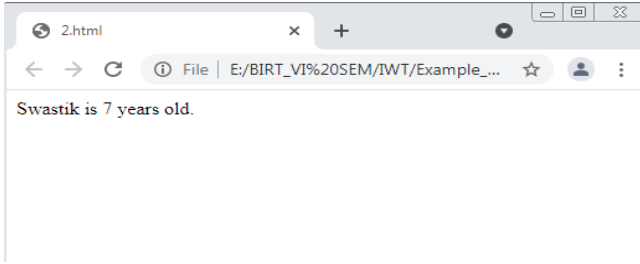 2.html
File | E:/BIRT_VI%20SEM/IWT/Example_...
Swastik is 7 years old.